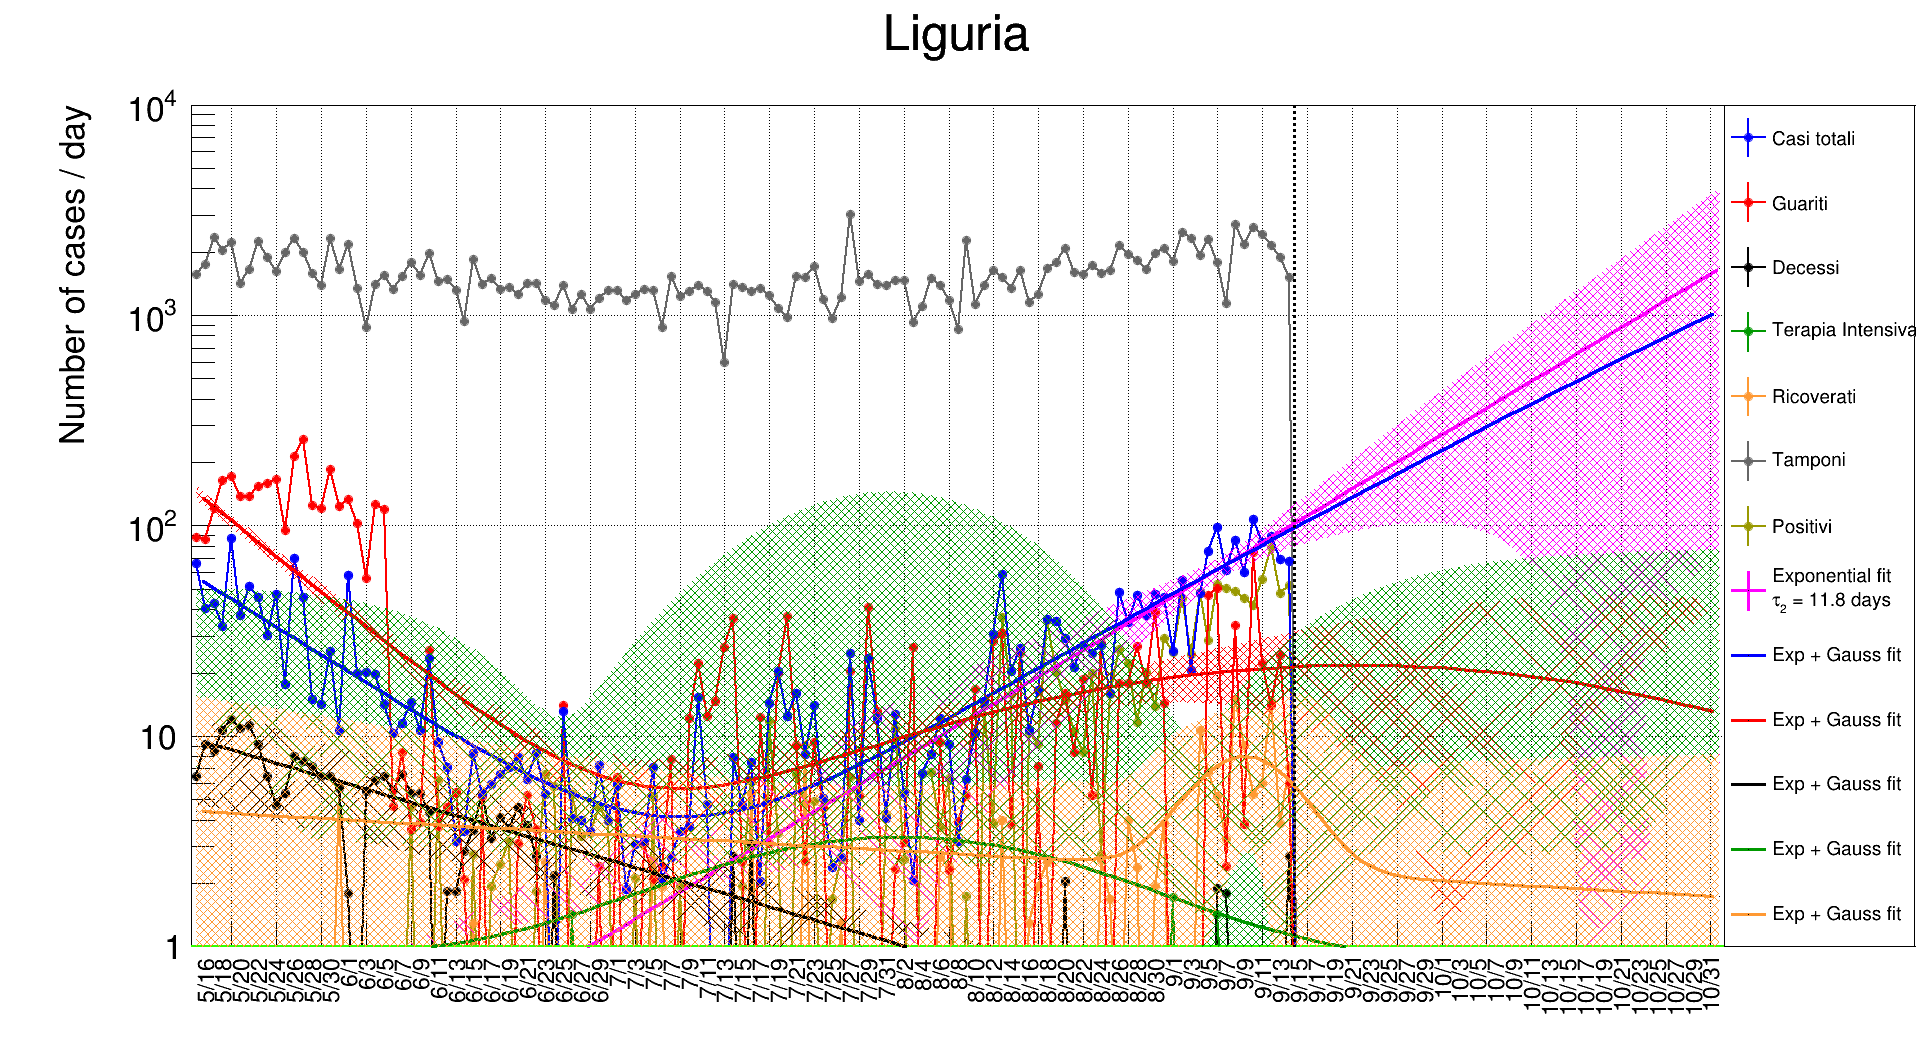 Liguria
Number of cases / day
10^4
10^3
10^2
10
1
5/16 5/18 5/20 5/22 5/24 5/26 5/28 5/30 6/1 6/3 6/5 6/7 6/9 6/11 6/13 6/15 6/17 6/19 6/21 6/23 6/25 6/27 6/29 7/1 7/3 7/5 7/7 7/9 7/11 7/13 7/15 7/17 7/19 7/21 7/23 7/25 7/27 7/29 7/31 8/2 8/4 8/6 8/8 8/10 8/12 8/14 8/16 8/18 8/20 8/22 8/24 8/26 8/28 8/30 9/1 9/3 9/5 9/7 9/9 9/11 9/13 9/15 9/17 9/19 9/21 9/23 9/25 9/27 9/29 10/1 10/3 10/5 10/7 10/9 10/11 10/13 10/15 10/17 10/19 10/21 10/23 10/25 10/27 10/29 10/31
Casi totali
Guariti
Decessi
Terapia Intensiva
Ricoverati
Tamponi
Positivi
Exponential fit
τ2 = 11.8 days
Exp + Gauss fit
Exp + Gauss fit
Exp + Gauss fit
Exp + Gauss fit
Exp + Gauss fit